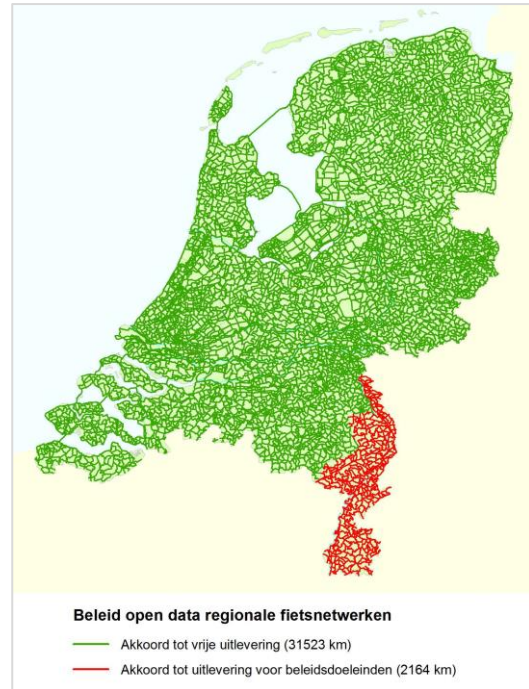 Beleid open data regionale fietsnetwerken
Akkoord tot vrije uitlevering (31523 km)
Akkoord tot uitlevering voor beleidsdoeleinden (2164 km)